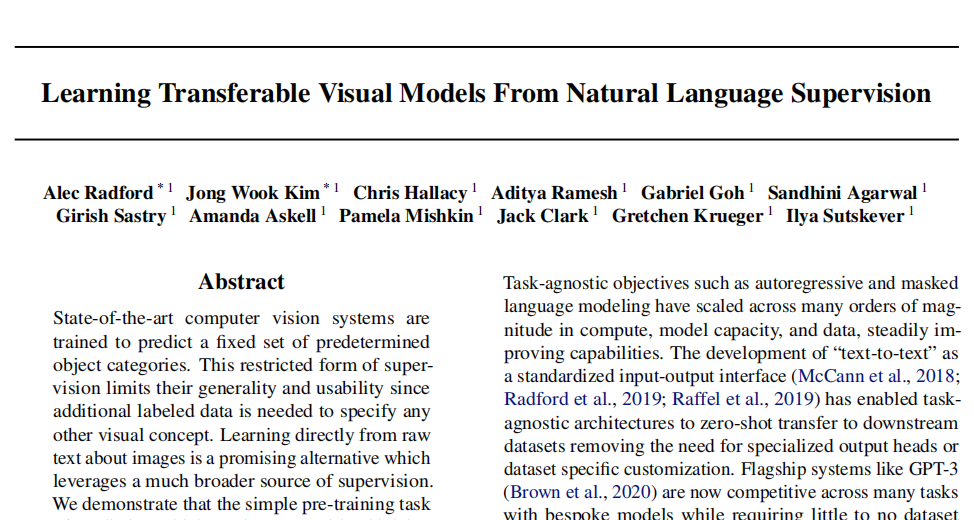 Learning Transferable Visual Models From Natural Language Supervision
Alec Radford * 1 Jong Wook Kim * 1 Chris Hallacy 1 Aditya Ramesh 1 Gabriel Goh 1 Sandhini Agarwal 1
Girish Sastry 1 Amanda Askell 1 Pamela Mishkin 1 Jack Clark 1 Gretchen Krueger 1 Ilya Sutskever 1
Abstract
State-of-the-art computer vision systems are
trained to predict a fixed set of predetermined
object categories. This restricted form of super-
vision limits their generality and usability since
additional labeled data is needed to specify any
other visual concept. Learning directly from raw
text about images is a promising alternative which
leverages a much broader source of supervision.
We demonstrate that the simple pre-training task
Task-agnostic objectives such as autoregressive and masked
language modeling have scaled across many orders of mag-
nitude in compute, model capacity, and data, steadily im-
proving capabilities. The development of “text-to-text” as
a standardized input-output interface (McCann et al., 2018;
Radford et al., 2019; Raffel et al., 2019) has enabled task-
agnostic architectures to zero-shot transfer to downstream
datasets removing the need for specialized output heads or
dataset specific customization. Flagship systems like GPT-3
(Brown et al., 2020) are now competitive across many tasks
with bespoke models while requiring little to no dataset